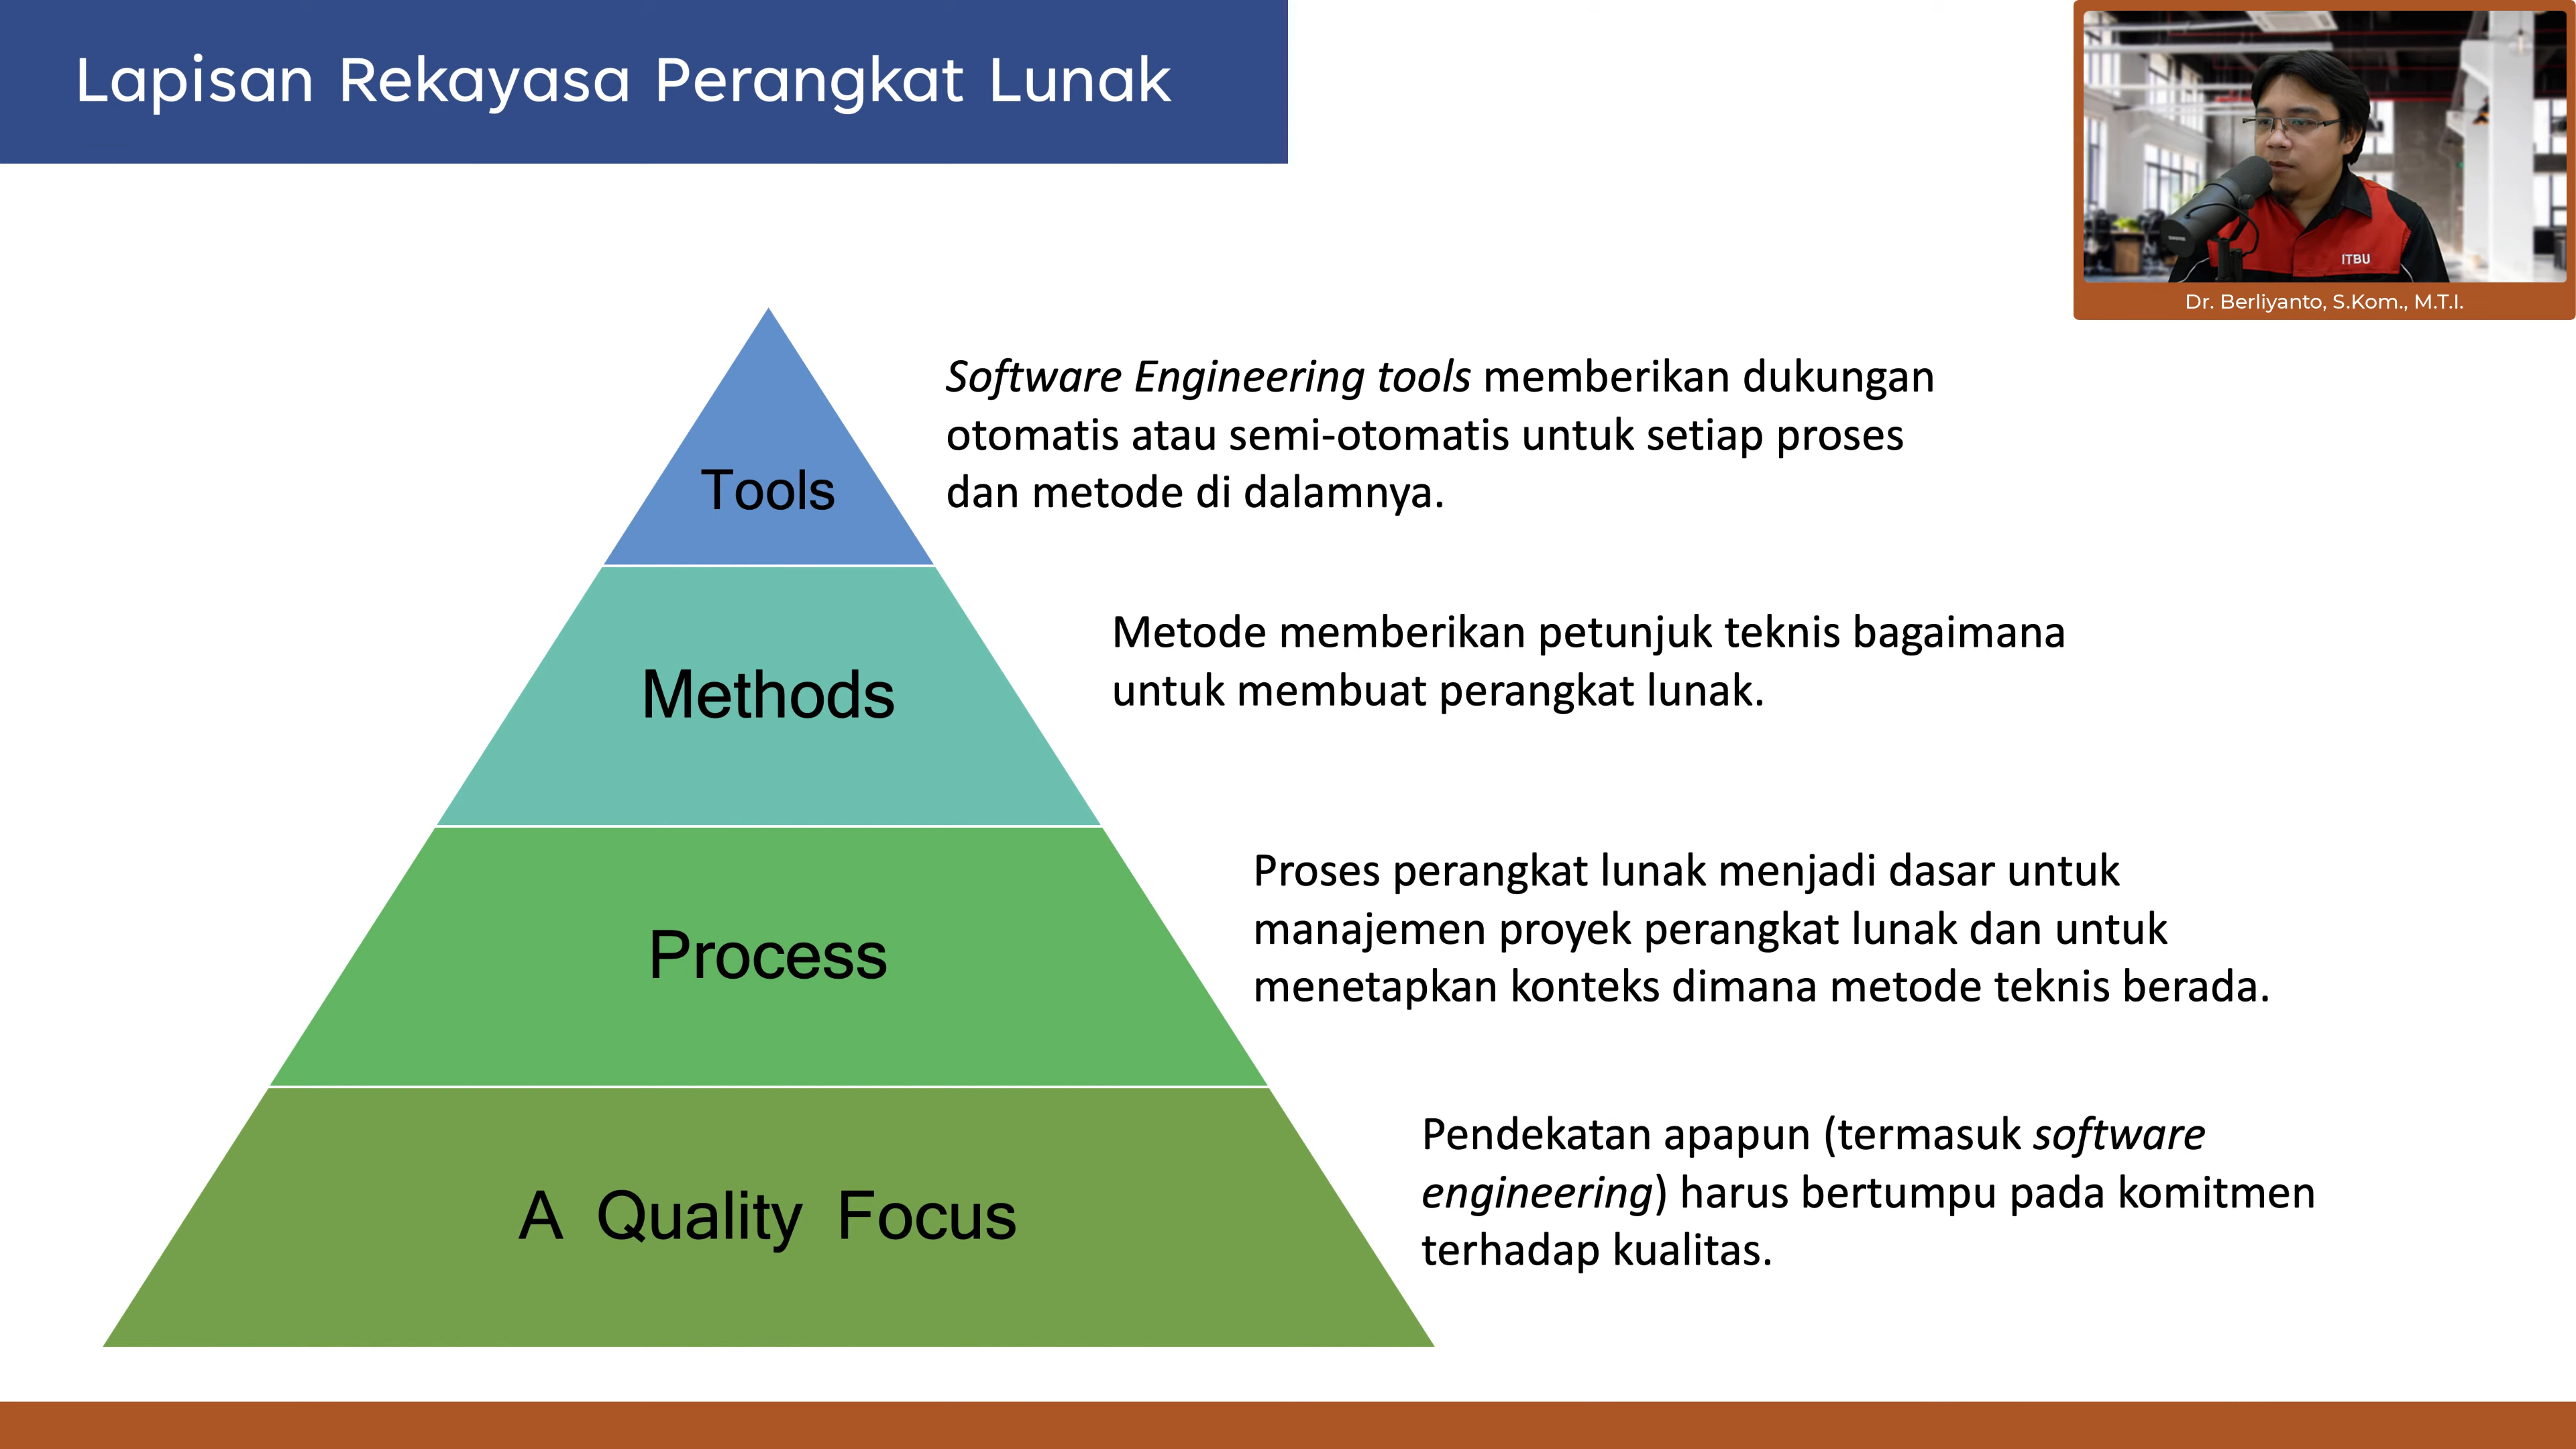 Lapisan Rekayasa Perangkat Lunak
ITBU
Dr. Berliyanto, S.Kom., M.T.I.
Tools
Software Engineering tools memberikan dukungan
otomatis atau semi-otomatis untuk setiap proses
dan metode di dalamnya.
Methods
Metode memberikan petunjuk teknis bagaimana
untuk membuat perangkat lunak.
Process
Proses perangkat lunak menjadi dasar untuk
manajemen proyek perangkat lunak dan untuk
menetapkan konteks dimana metode teknis berada.
A Quality Focus
Pendekatan apapun (termasuk software
engineering) harus bertumpu pada komitmen
terhadap kualitas.